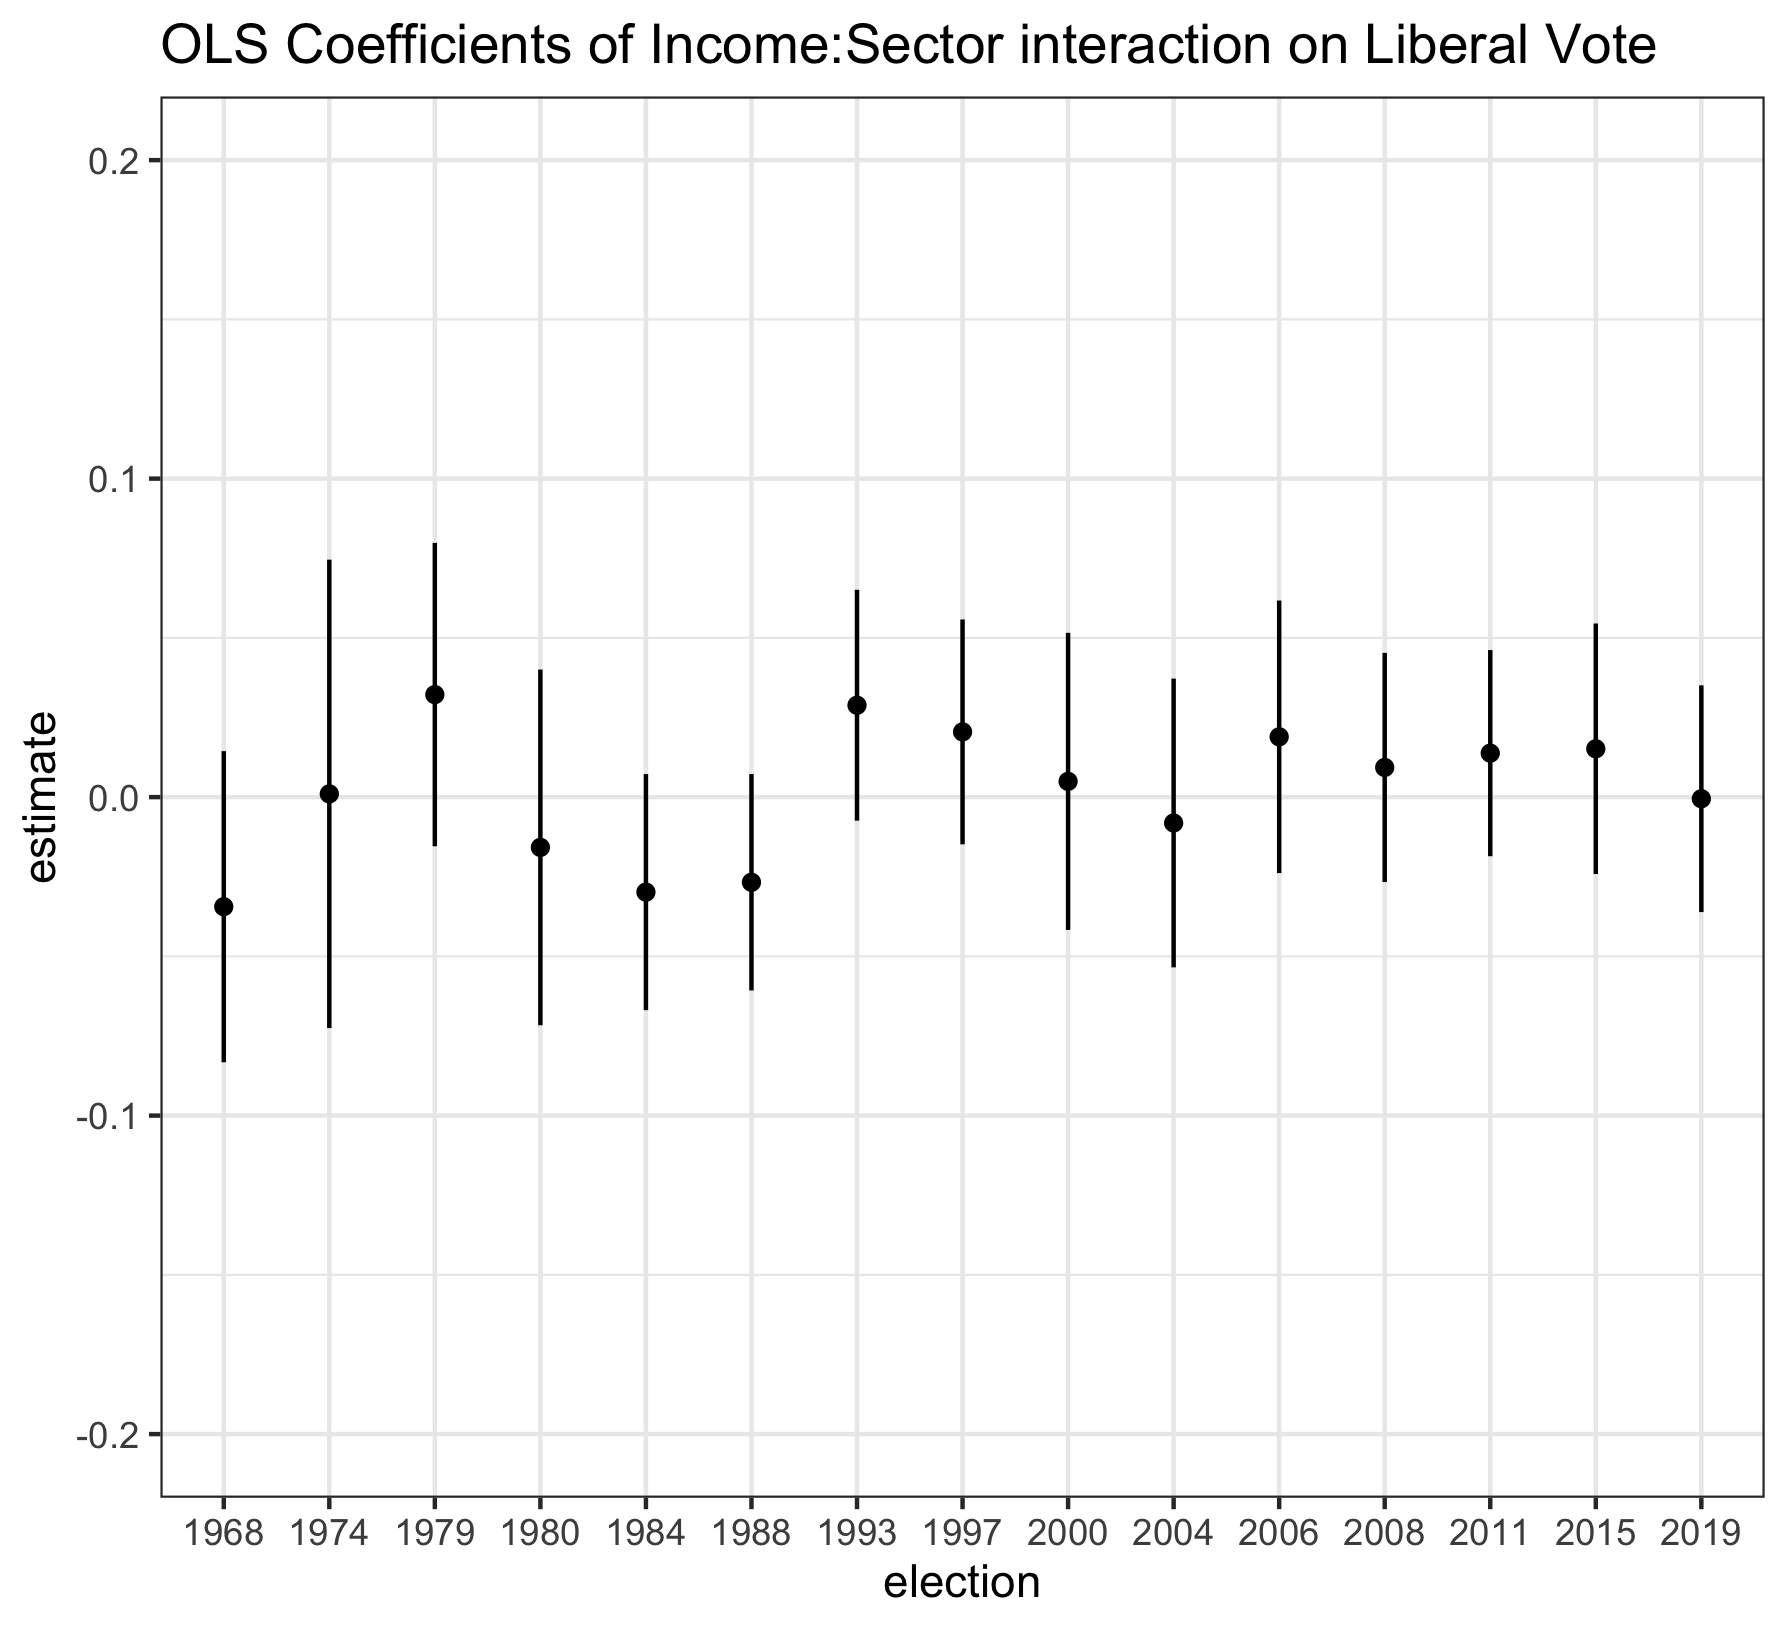 OLS Coefficients of Income:Sector interaction on Liberal Vote
0.2
0.1
0.0
-0.1
-0.2
estimate
1968 1974 1979 1980 1984 1988 1993 1997 2000 2004 2006 2008 2011 2015 2019
election